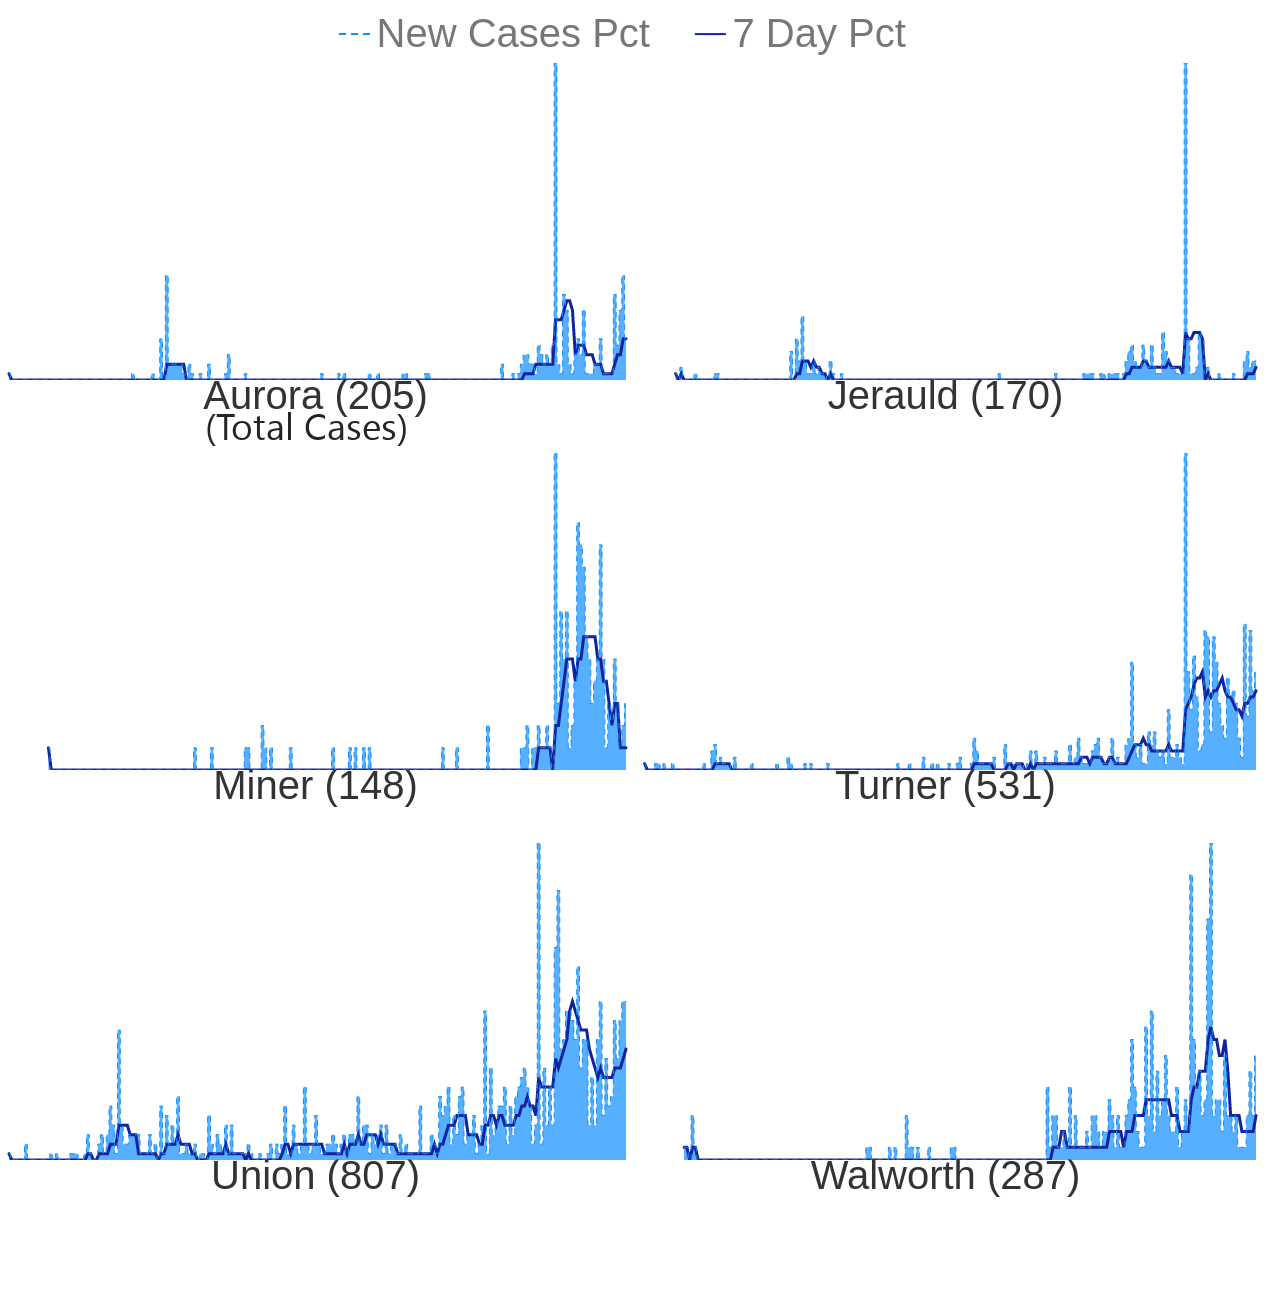 New Cases Pct 7 Day Pct
Aurora (205) Jerauld (170)
(Total Cases)
Miner (148) Turner (531)
Union (807) Walworth (287)